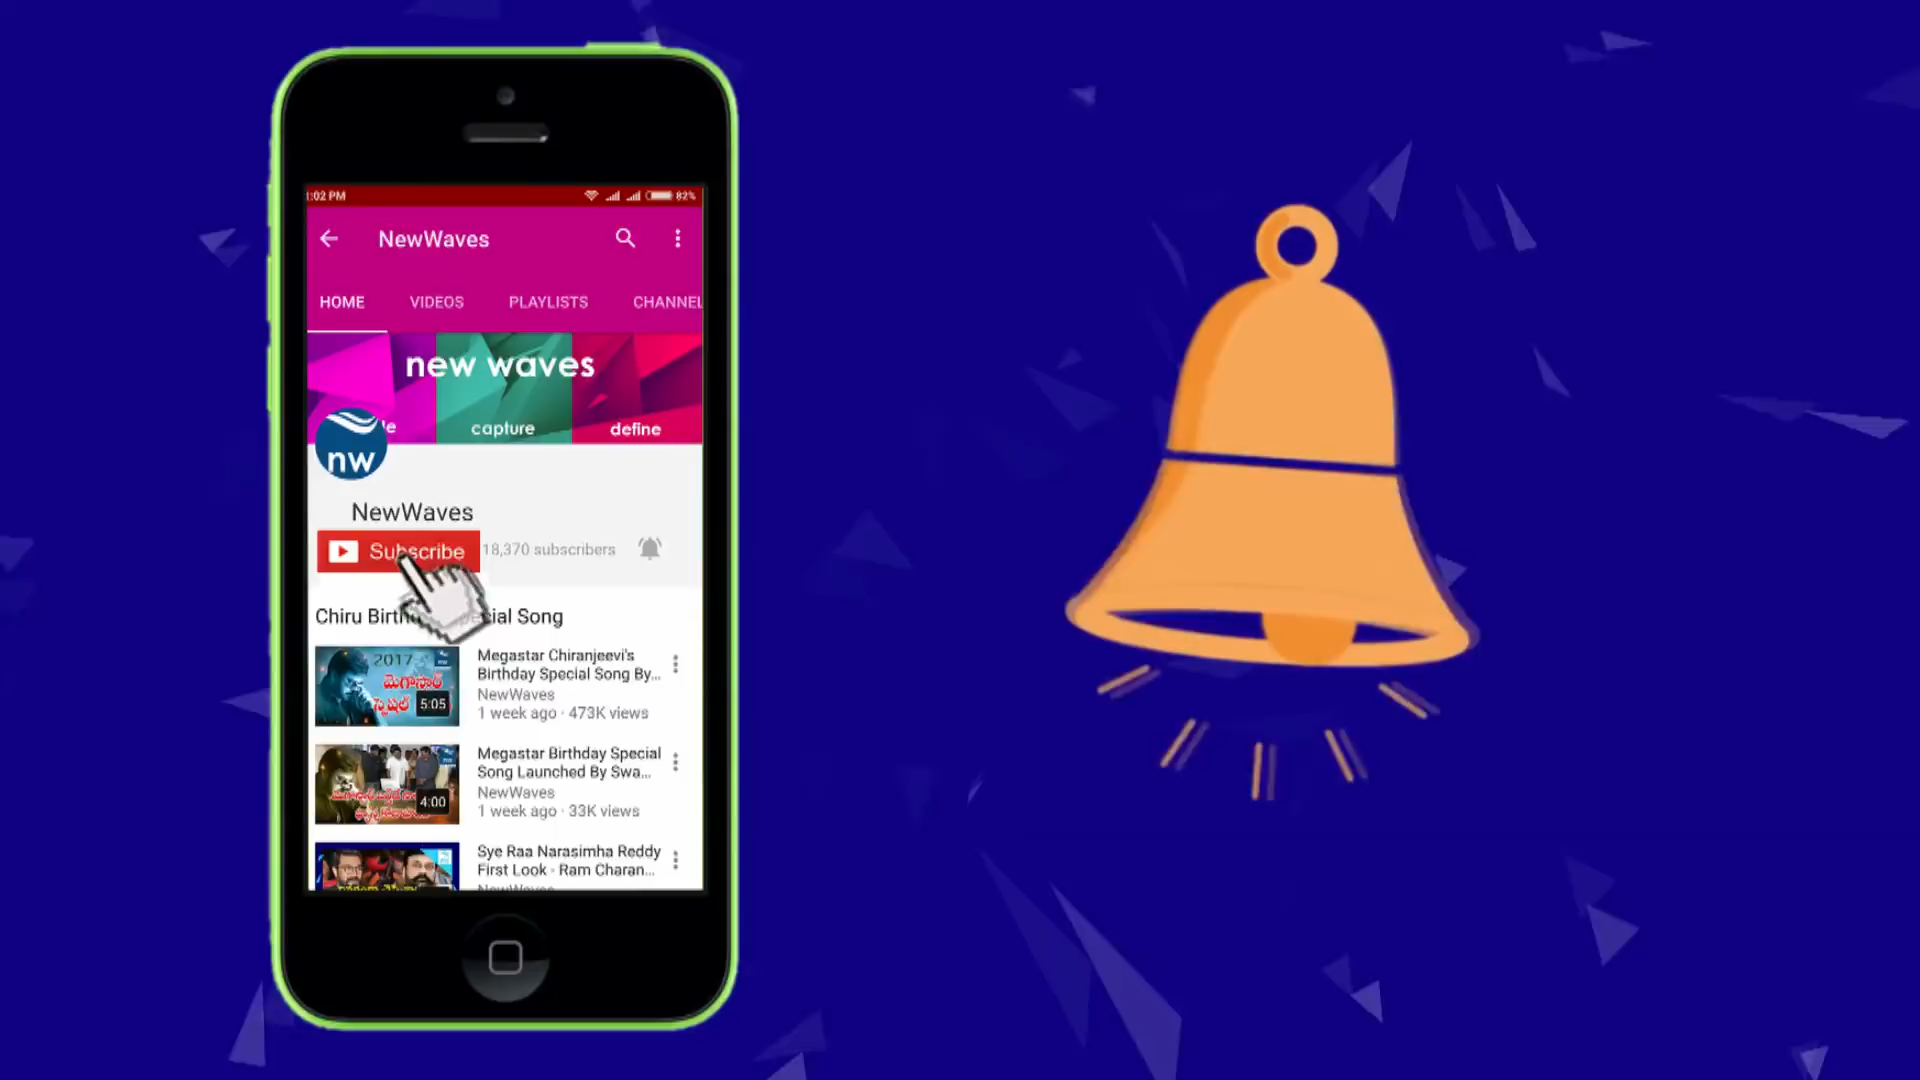 1:02 PM
82%
NewWaves
HOME VIDEOS PLAYLISTS CHANNEL
new waves
capture
define
nw
NewWaves
Subscribe
18,370 subscribers
Song
2017
మెగాస్టార్
స్పెషల్
5:05
Megastar Chiranjeevi's
Birthday Special Song By...
NewWaves
1 week ago · 473K views
4:00
Megastar Birthday Special
Song Launched By Swa...
NewWaves
1 week ago · 33K views
Sye Raa Narasimha Reddy
First Look - Ram Charan...
NewWaves